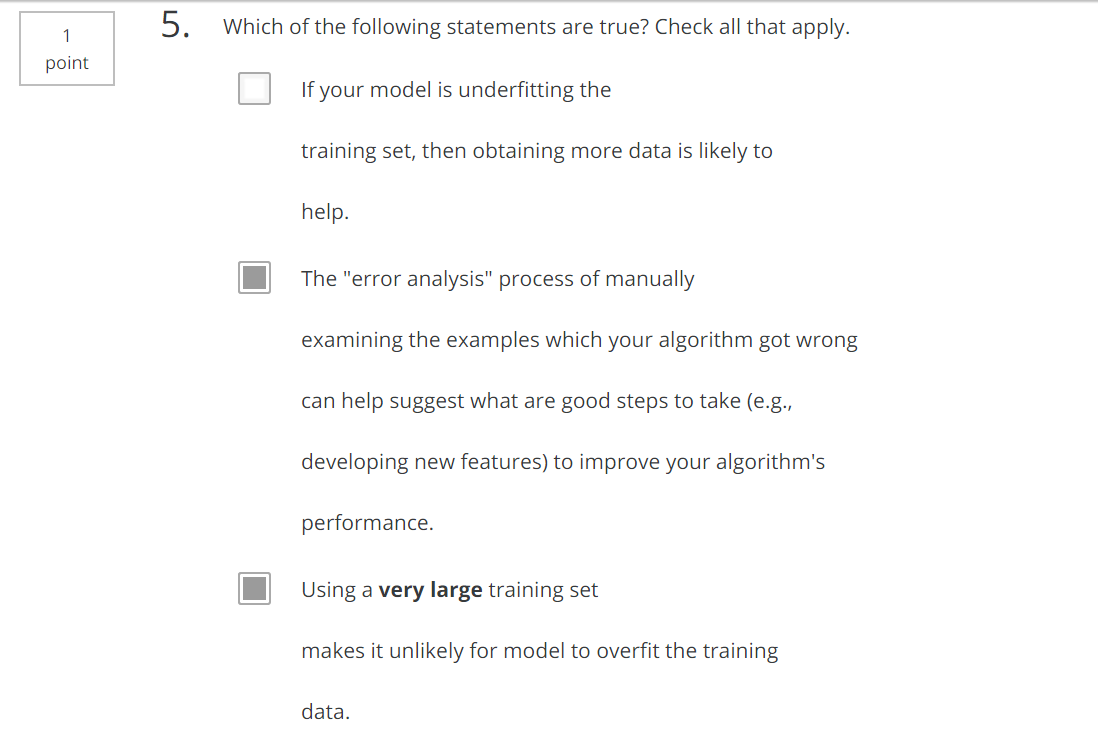 1
point
5.
Which of the following statements are true? Check all that apply.
If your model is underfitting the
training set, then obtaining more data is likely to
help.
The "error analysis" process of manually
examining the examples which your algorithm got wrong
can help suggest what are good steps to take (e.g.,
developing new features) to improve your algorithm's
performance.
Using a very large training set
makes it unlikely for model to overfit the training
data.